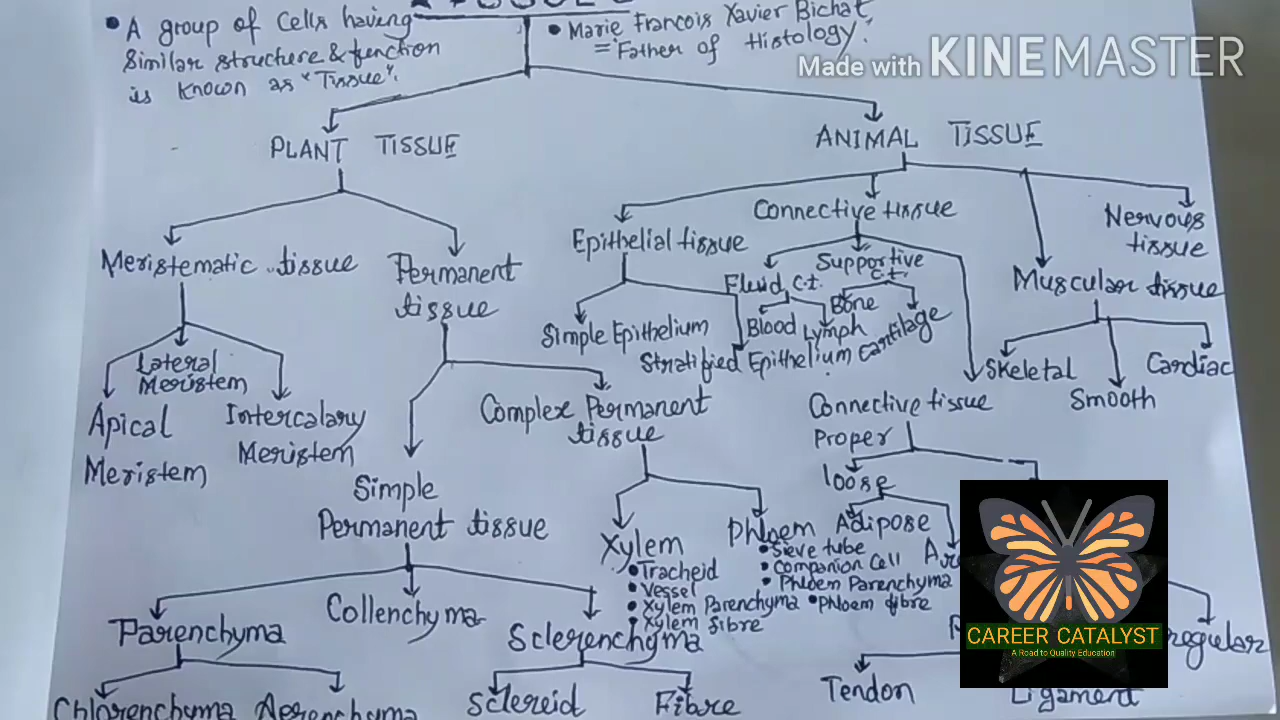 • A group of Cells having
Similar structure & function
is known as "Tissue".
• Marie Francois Xavier Bichat
= Father of Histology.
Made with KINEMASTER
PLANT TISSUE
ANIMAL TISSUE
Meristematic tissue
Permanent
tissue
Lateral
Meristem
Apical
Meristem
Intercalary
Meristem
Simple
Permanent tissue
Complex Permanent
tissue
Parenchyma
Collenchyma
Sclerenchyma
Chlorenchyma
Aerenchyma
Sclereid
Fibre
Xylem
• Tracheid
• Vessel
• Xylem Parenchyma
• Xylem fibre
Phloem
• Sieve tube
• Companion Cell
• Phloem Parenchyma
• Phloem fibre
Epithelial tissue
Simple Epithelium
Stratified Epithelium
Connective tissue
Fluid C.t.
Blood
Lymph
Supportive
C.t.
Bone
Cartilage
Connective tissue
Proper
loose
Adipose
Tendon
Ligament
Muscular tissue
Skeletal
Smooth
Cardiac
Nervous
tissue
CAREER CATALYST
A Road to Quality Education